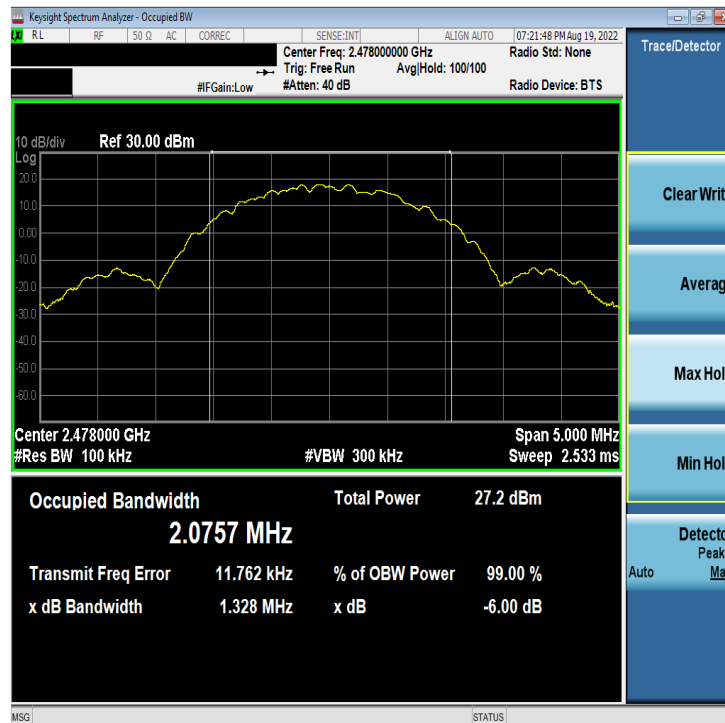 Keysight Spectrum Analyzer - Occupied BW
LXI RL RF 50 Ω AC CORREC SENSE:INT ALIGN AUTO 07:21:48 PM Aug 19, 2022
Center Freq: 2.478000000 GHz Radio Std: None
Trig: Free Run Avg|Hold: 100/100
#IFGain:Low #Atten: 40 dB Radio Device: BTS
Trace/Detector
10 dB/div Ref 30.00 dBm
Log
20.0
10.0
0.00
-10.0
-20.0
-30.0
-40.0
-50.0
-60.0
Center 2.478000 GHz Span 5.000 MHz
#Res BW 100 kHz #VBW 300 kHz Sweep 2.533 ms
Occupied Bandwidth Total Power 27.2 dBm
2.0757 MHz
Transmit Freq Error 11.762 kHz % of OBW Power 99.00 %
x dB Bandwidth 1.328 MHz x dB -6.00 dB
Clear Writ
Averag
Max Hol
Min Hol
Detecto
Peak
Auto Ma
MSG STATUS